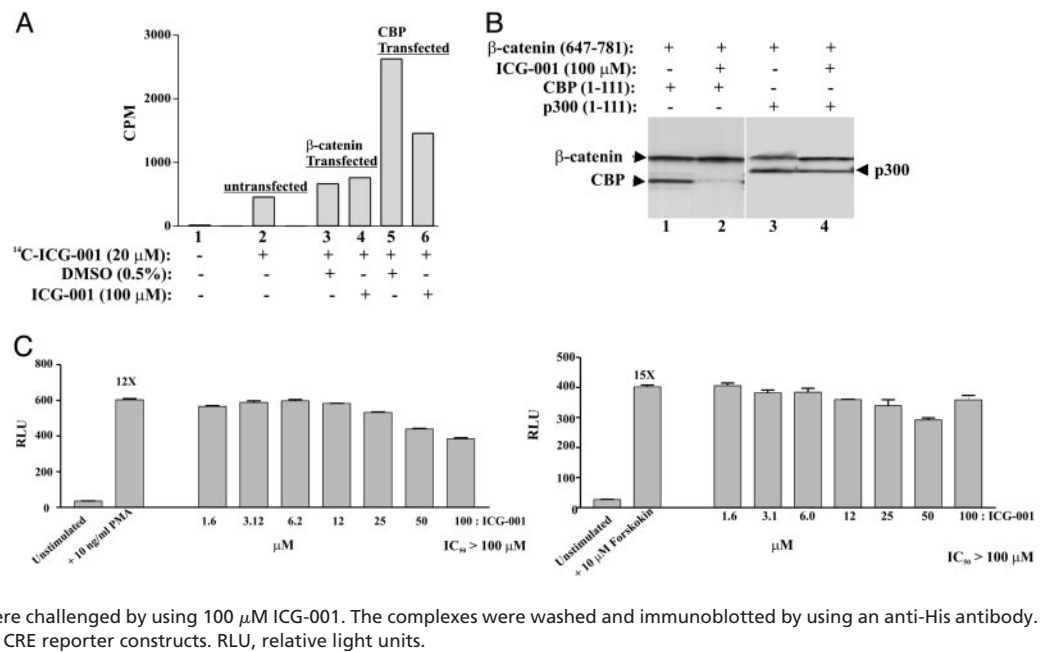 A
3000
2000
1000
0
CPM
untransfected
β-catenin
Transfected
CBP
Transfected
1 2 3 4 5 6
¹⁴C-ICG-001 (20 μM): - + + + + +
DMSO (0.5%): - - + - + -
ICG-001 (100 μM): - - - + - +
B
β-catenin (647-781): + + + +
ICG-001 (100 μM): - + - +
CBP (1-111): + + - -
p300 (1-111): - - + +
β-catenin
CBP
p300
1 2 3 4
C
800
600
400
200
0
RLU
12X
Unstimulated
+ 10 ng/ml PMA
1.6 3.12 6.2 12 25 50 100 : ICG-001
μM
IC₅₀ > 100 μM
500
400
300
200
100
0
RLU
15X
Unstimulated
+ 10 μM Forskokin
1.6 3.1 6.0 12 25 50 100 : ICG-001
μM
IC₅₀ > 100 μM
ere challenged by using 100 μM ICG-001. The complexes were washed and immunoblotted by using an anti-His antibody.
CRE reporter constructs. RLU, relative light units.